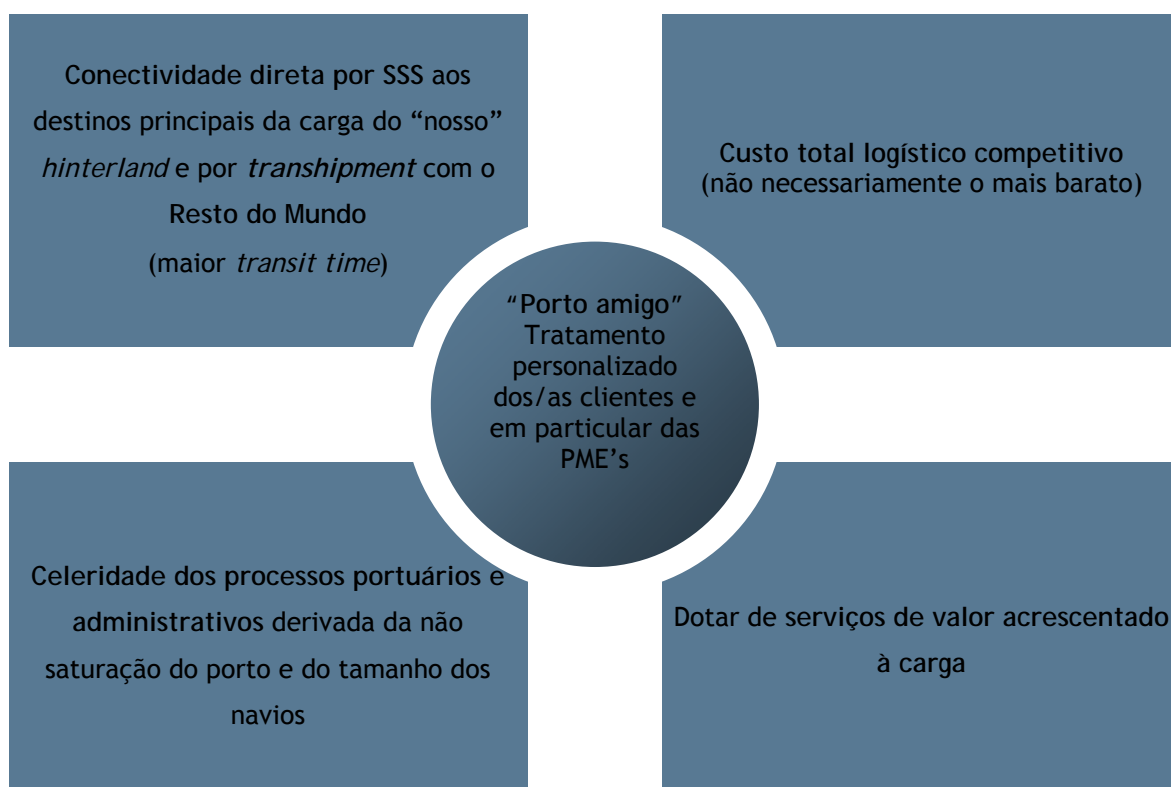 Conectividade direta por SSS aos
destinos principais da carga do “nosso”
hinterland e por transhipment com o
Resto do Mundo
(maior transit time)
Custo total logístico competitivo
(não necessariamente o mais barato)
“Porto amigo”
Tratamento
personalizado
dos/as clientes e
em particular das
PME’s
Celeridade dos processos portuários e
administrativos derivada da não
saturação do porto e do tamanho dos
navios
Dotar de serviços de valor acrescentado
à carga